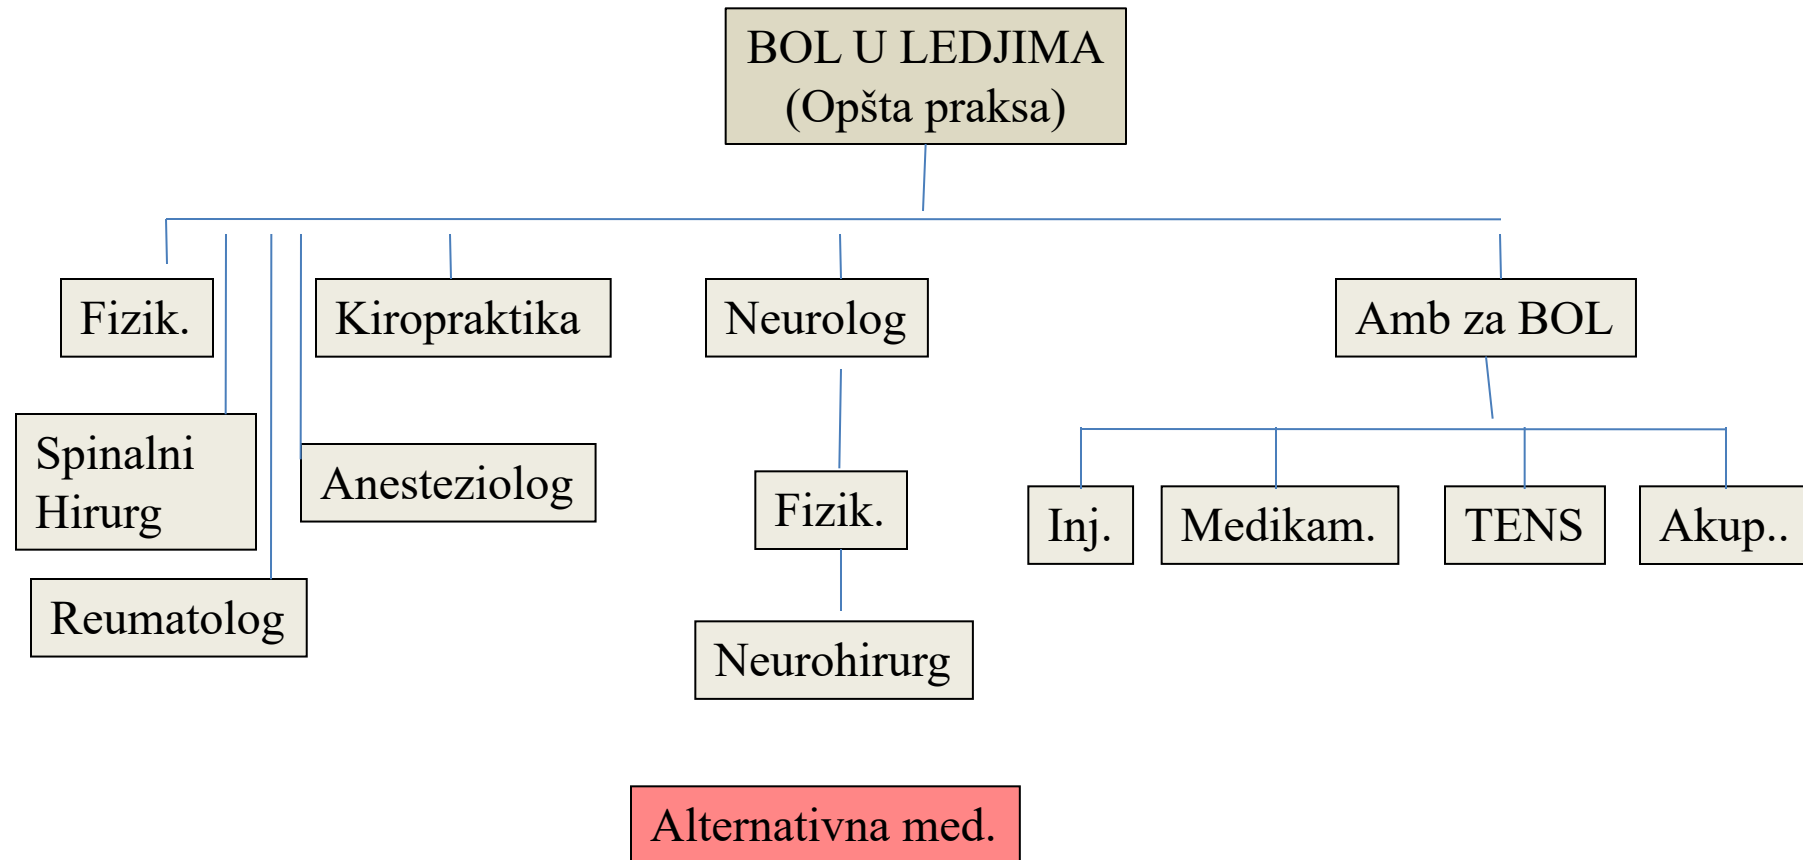 BOL U LEDJIMA
(Opšta praksa)
Fizik.
Kiropraktika
Neurolog
Amb za BOL
Spinalni
Hirurg
Anesteziolog
Fizik.
Inj.
Medikam.
TENS
Akup..
Reumatolog
Neurohirurg
Alternativna med.